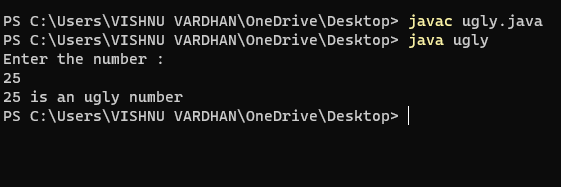 PS C:\Users\VISHNU VARDHAN\OneDrive\Desktop> javac ugly.java
PS C:\Users\VISHNU VARDHAN\OneDrive\Desktop> java ugly
Enter the number :
25
25 is an ugly number
PS C:\Users\VISHNU VARDHAN\OneDrive\Desktop>